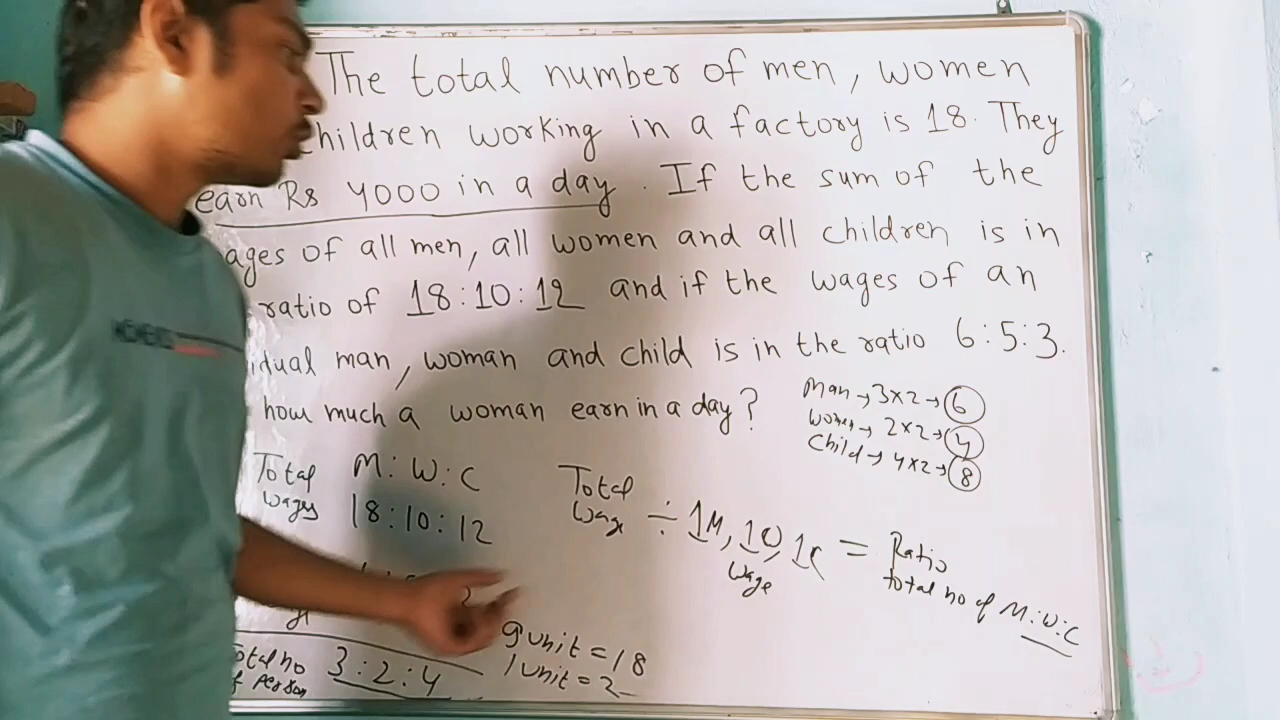 The total number of men, women
children working in a factory is 18. They
earn Rs 4000 in a day. If the sum of the
ages of all men, all women and all children is in
ratio of 18:10:12 and if the wages of an
idual man, woman and child is in the ratio 6:5:3.
how much a woman earn in a day?
Man → 3×2 → 6
Women → 2×2 → 4
Child → 4×2 → 8
Total wages M:W:C
18:10:12
Total no of person 3:2:4
9 unit = 18
1 unit = 2
Total wage ÷ 1M, 1W, 1C wage = Ratio total no of M:W:C